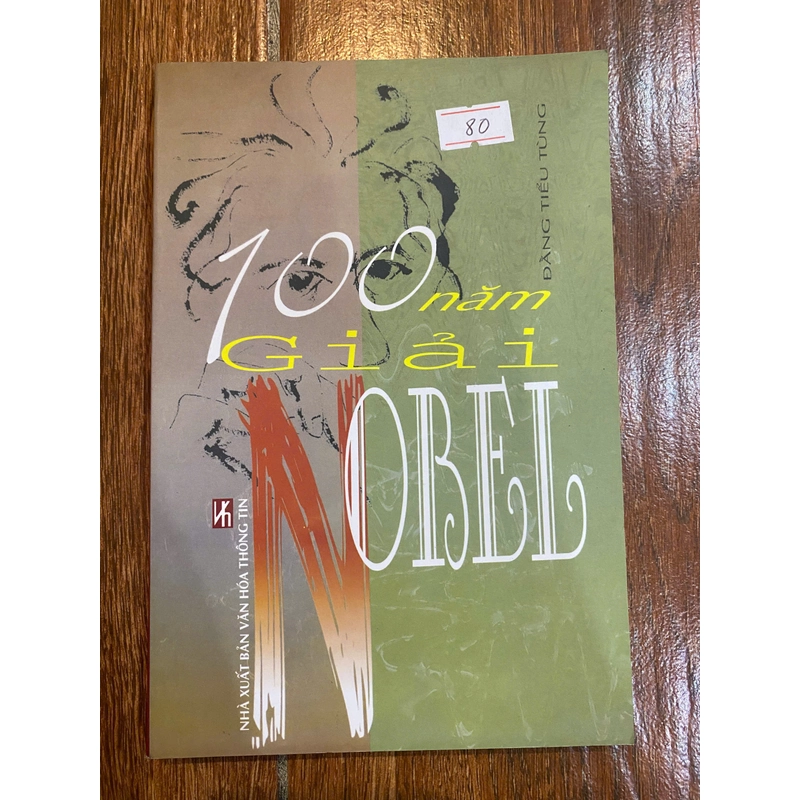 80
ĐẶNG TIỂU TÙNG
100 năm
Giải
NOBEL
NHÀ XUẤT BẢN VĂN HÓA THÔNG TIN